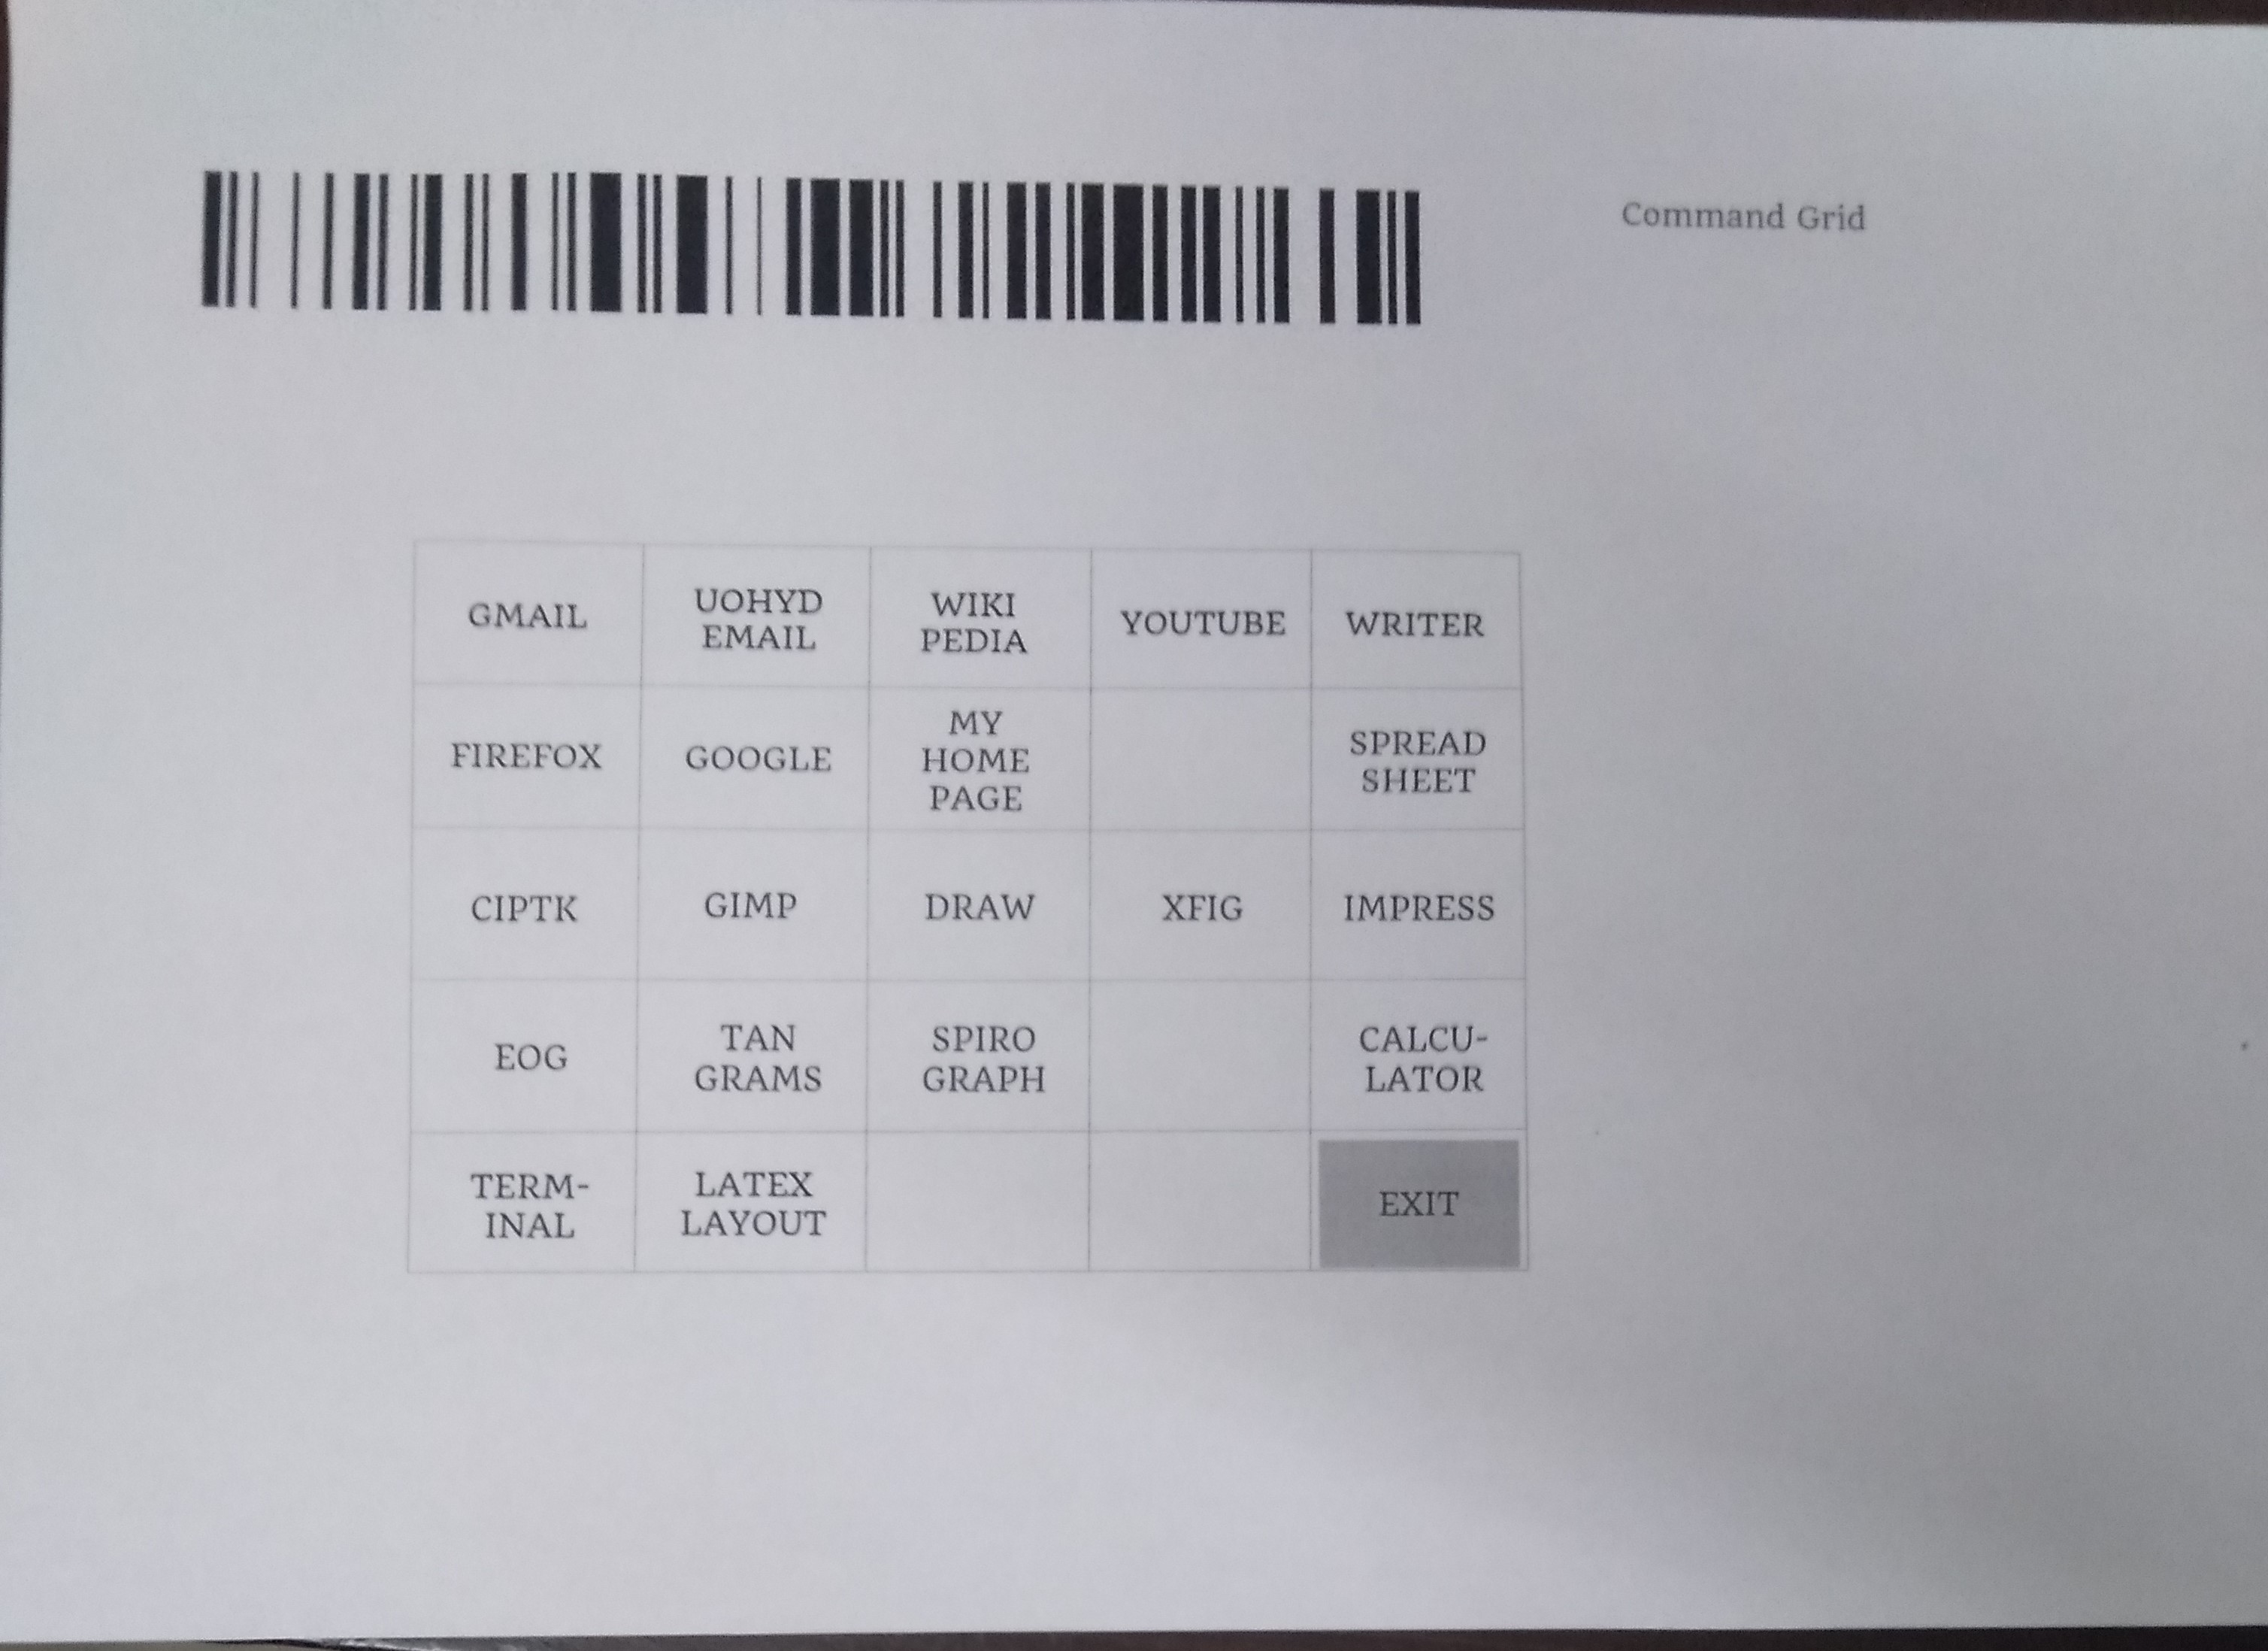 Command Grid
GMAIL
UOHYD
EMAIL
WIKI
PEDIA
YOUTUBE
WRITER
FIREFOX
GOOGLE
MY
HOME
PAGE
SPREAD
SHEET
CIPTK
GIMP
DRAW
XFIG
IMPRESS
EOG
TAN
GRAMS
SPIRO
GRAPH
CALCU-
LATOR
TERM-
INAL
LATEX
LAYOUT
EXIT